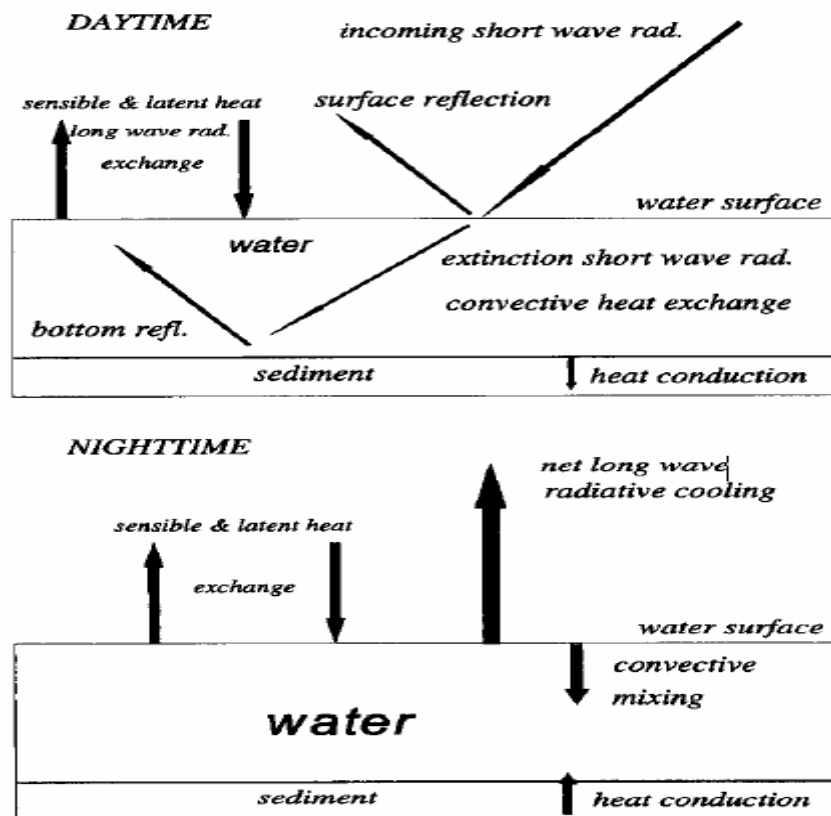 DAYTIME
incoming short wave rad.
sensible & latent heat
long wave rad.
exchange
surface reflection
water surface
water
extinction short wave rad.
convective heat exchange
bottom refl.
sediment
heat conduction
NIGHTTIME
net long wave
radiative cooling
sensible & latent heat
exchange
water surface
convective
mixing
water
sediment
heat conduction